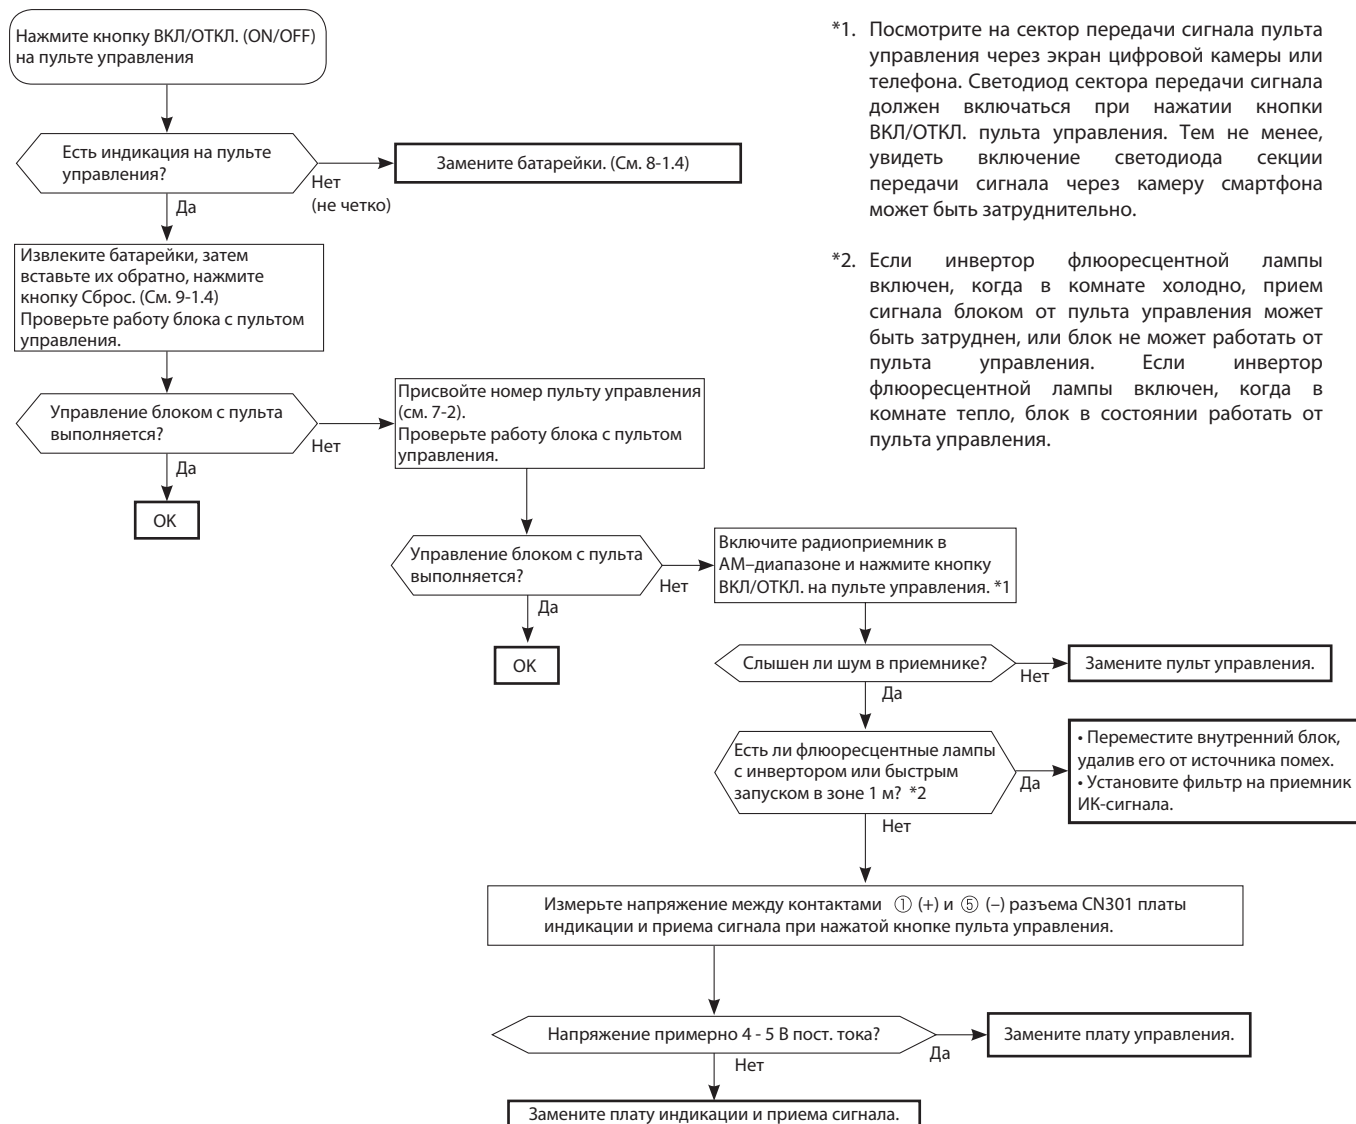 Нажмите кнопку ВКЛ/ОТКЛ. (ON/OFF)
на пульте управления
Есть индикация на пульте
управления?
Нет
(не четко)
Замените батарейки. (См. 8-1.4)
Да
Извлеките батарейки, затем
вставьте их обратно, нажмите
кнопку Сброс. (См. 9-1.4)
Проверьте работу блока с пультом
управления.
Управление блоком с пульта
выполняется?
Нет
Да
OK
Присвойте номер пульту управления
(см. 7-2).
Проверьте работу блока с пультом
управления.
Управление блоком с пульта
выполняется?
Нет
Да
OK
Включите радиоприемник в
АМ–диапазоне и нажмите кнопку
ВКЛ/ОТКЛ. на пульте управления. *1
Слышен ли шум в приемнике?
Нет
Замените пульт управления.
Да
Есть ли флюоресцентные лампы
с инвертором или быстрым
запуском в зоне 1 м? *2
Да
• Переместите внутренний блок,
удалив его от источника помех.
• Установите фильтр на приемник
ИК-сигнала.
Нет
Измерьте напряжение между контактами ① (+) и ⑤ (–) разъема CN301 платы
индикации и приема сигнала при нажатой кнопке пульта управления.
Напряжение примерно 4 - 5 В пост. тока?
Да
Замените плату управления.
Нет
Замените плату индикации и приема сигнала.
*1. Посмотрите на сектор передачи сигнала пульта
управления через экран цифровой камеры или
телефона. Светодиод сектора передачи сигнала
должен включаться при нажатии кнопки
ВКЛ/ОТКЛ. пульта управления. Тем не менее,
увидеть включение светодиода секции
передачи сигнала через камеру смартфона
может быть затруднительно.
*2. Если инвертор флюоресцентной лампы
включен, когда в комнате холодно, прием
сигнала блоком от пульта управления может
быть затруднен, или блок не может работать от
пульта управления. Если инвертор
флюоресцентной лампы включен, когда в
комнате тепло, блок в состоянии работать от
пульта управления.